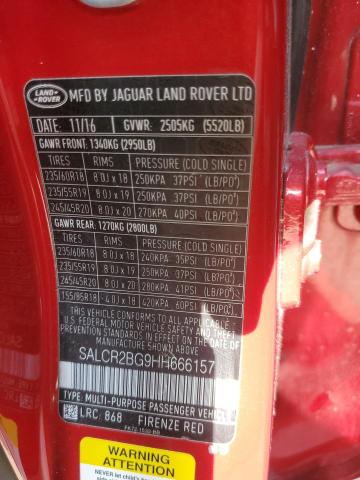 LAND ROVER
MFD BY JAGUAR LAND ROVER LTD
DATE: 11/16 GVWR: 2505KG (5520LB)
GAWR FRONT: 1340KG (2950LB)
TIRES RIMS PRESSURE (COLD SINGLE)
235/60R18 8.0J x 18 250KPA 37PSI (LB/PO²)
235/55R19 8.0J x 19 250KPA 37PSI (LB/PO²)
245/45R20 8.0J x 20 270KPA 40PSI (LB/PO²)
GAWR REAR: 1270KG (2800LB)
TIRES RIMS PRESSURE (COLD SINGLE)
235/60R18 8.0J x 18 240KPA 35PSI (LB/PO²)
235/55R19 8.0J x 19 250KPA 37PSI (LB/PO²)
245/45R20 8.0J x 20 280KPA 41PSI (LB/PO²)
155/85R18 4.0J x 18 420KPA 60PSI (LB/PO²)
THIS VEHICLE CONFORMS TO ALL APPLICABLE
U.S. FEDERAL MOTOR VEHICLE SAFETY, BUMPER, AND THEFT
PREVENTION STANDARDS IN EFFECT ON THE DATE OF
MANUFACTURE SHOWN ABOVE.
SALCR2BG9HH666157
TYPE: MULTI-PURPOSE PASSENGER VEHICLE
LRC: 868 FIRENZE RED
WARNING
NEVER use a rear